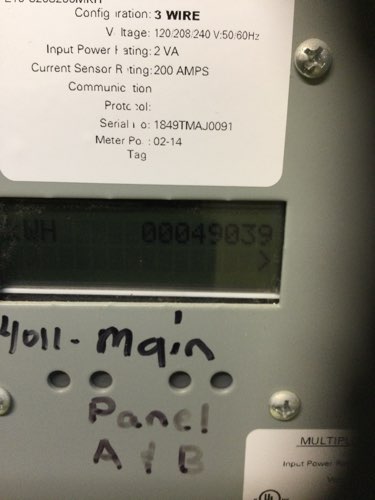 Configuration: 3 WIRE
Voltage: 120/208/240 V:50/60Hz
Input Power Rating: 2 VA
Current Sensor Rating: 200 AMPS
Communication
Protocol:
Serial No: 1849TMAJ0091
Meter Po : 02-14
Tag
KWH 00049039
>
4011 - Main
Panel
A & B
MULTIPL
Input Power
UL